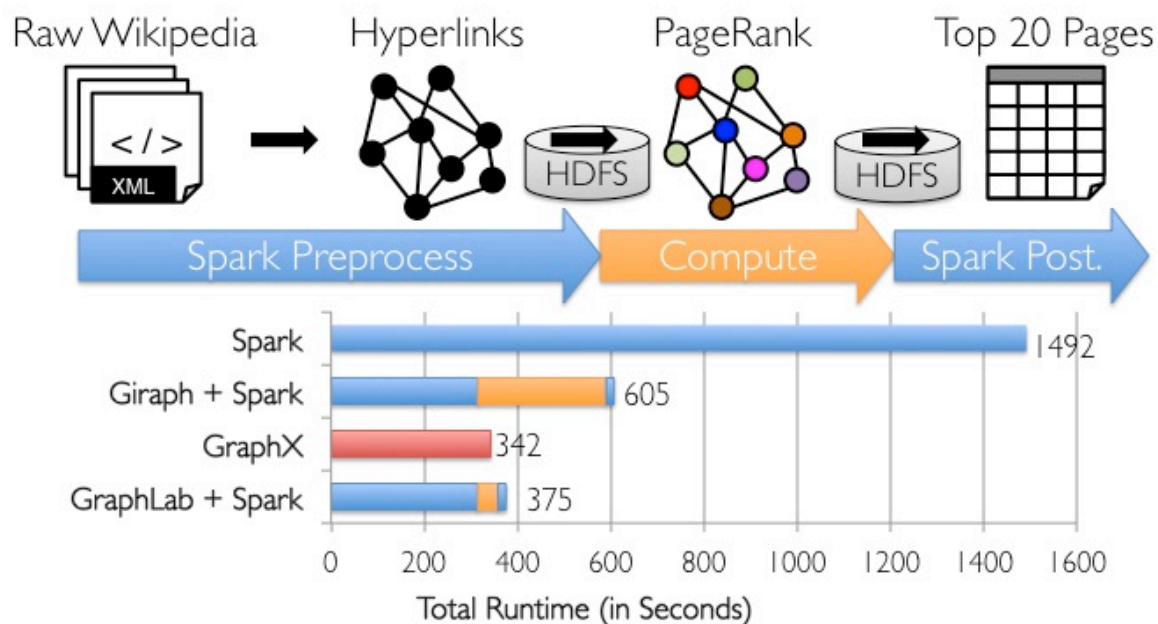 Raw Wikipedia
Hyperlinks
PageRank
Top 20 Pages
</>
XML
HDFS
HDFS
Spark Preprocess
Compute
Spark Post.
Spark
1492
Giraph + Spark
605
GraphX
342
GraphLab + Spark
375
0 200 400 600 800 1000 1200 1400 1600
Total Runtime (in Seconds)